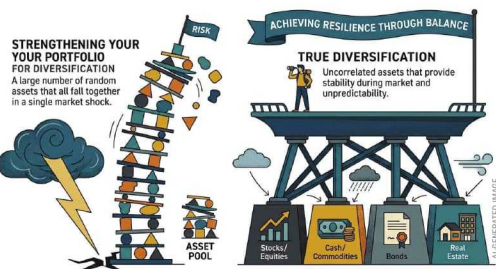 STRENGTHENING YOUR
YOUR PORTFOLIO
FOR DIVERSIFICATION
A large number of random
assets that all fall together
in a single market shock.
RISK
ASSET
POOL
ACHIEVING RESILIENCE THROUGH BALANCE
TRUE DIVERSIFICATION
Uncorrelated assets that provide
stability during market and
unpredictability.
Stocks/
Equities
Cash/
Commodities
Bonds
Real
Estate
AI GENERATED IMAGE